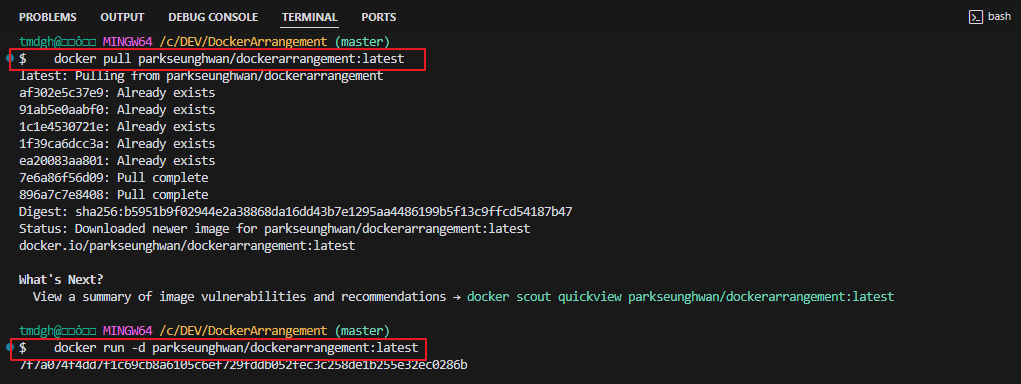 PROBLEMS OUTPUT DEBUG CONSOLE TERMINAL PORTS bash
tmdgh@□□ȯ□□ MINGW64 /c/DEV/DockerArrangement (master)
$ docker pull parkseunghwan/dockerarrangement:latest
latest: Pulling from parkseunghwan/dockerarrangement
af302e5c37e9: Already exists
91ab5e0aabf0: Already exists
1c1e4530721e: Already exists
1f39ca6dcc3a: Already exists
ea20083aa801: Already exists
7e6a86f56d09: Pull complete
896a7c7e8408: Pull complete
Digest: sha256:b5951b9f02944e2a38868da16dd43b7e1295aa4486199b5f13c9ffcd54187b47
Status: Downloaded newer image for parkseunghwan/dockerarrangement:latest
docker.io/parkseunghwan/dockerarrangement:latest
What's Next?
View a summary of image vulnerabilities and recommendations → docker scout quickview parkseunghwan/dockerarrangement:latest
tmdgh@□□ȯ□□ MINGW64 /c/DEV/DockerArrangement (master)
$ docker run -d parkseunghwan/dockerarrangement:latest
7f7a074f4dd7f1c69cb8a6105c6ef729fddb052fec3c258de1b255e32ec0286b